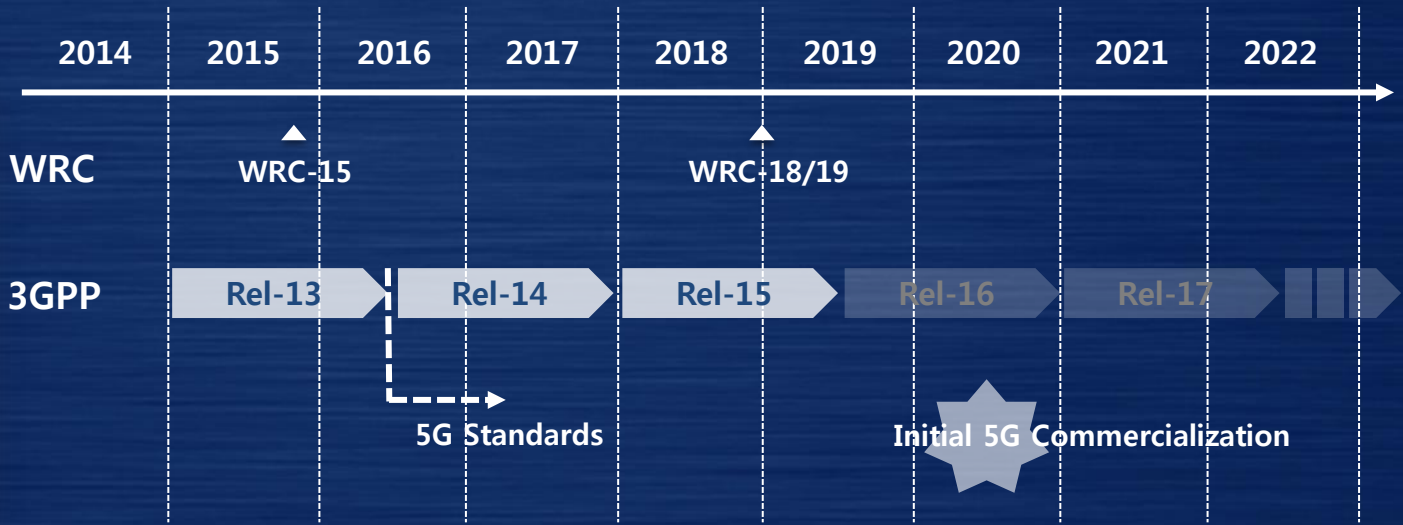 2014 2015 2016 2017 2018 2019 2020 2021 2022
WRC
WRC-15 WRC-18/19
3GPP
Rel-13 Rel-14 Rel-15 Rel-16 Rel-17
5G Standards
Initial 5G Commercialization